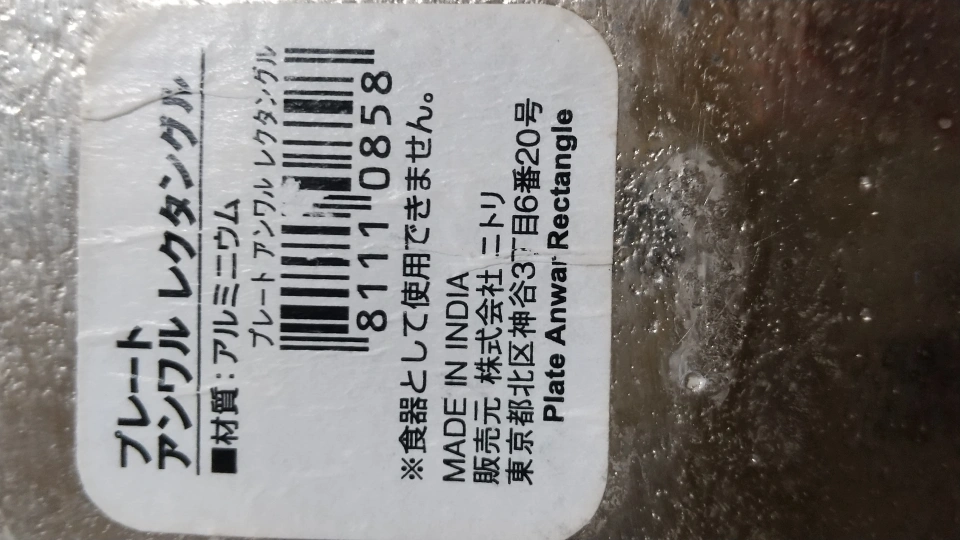 プレート
アンワル レクタングル
■材質：アルミニウム
プレート アンワル レクタングル
81110858
※食器として使用できません。
MADE IN INDIA
販売元 株式会社ニトリ
東京都北区神谷3丁目6番20号
Plate Anwar Rectangle